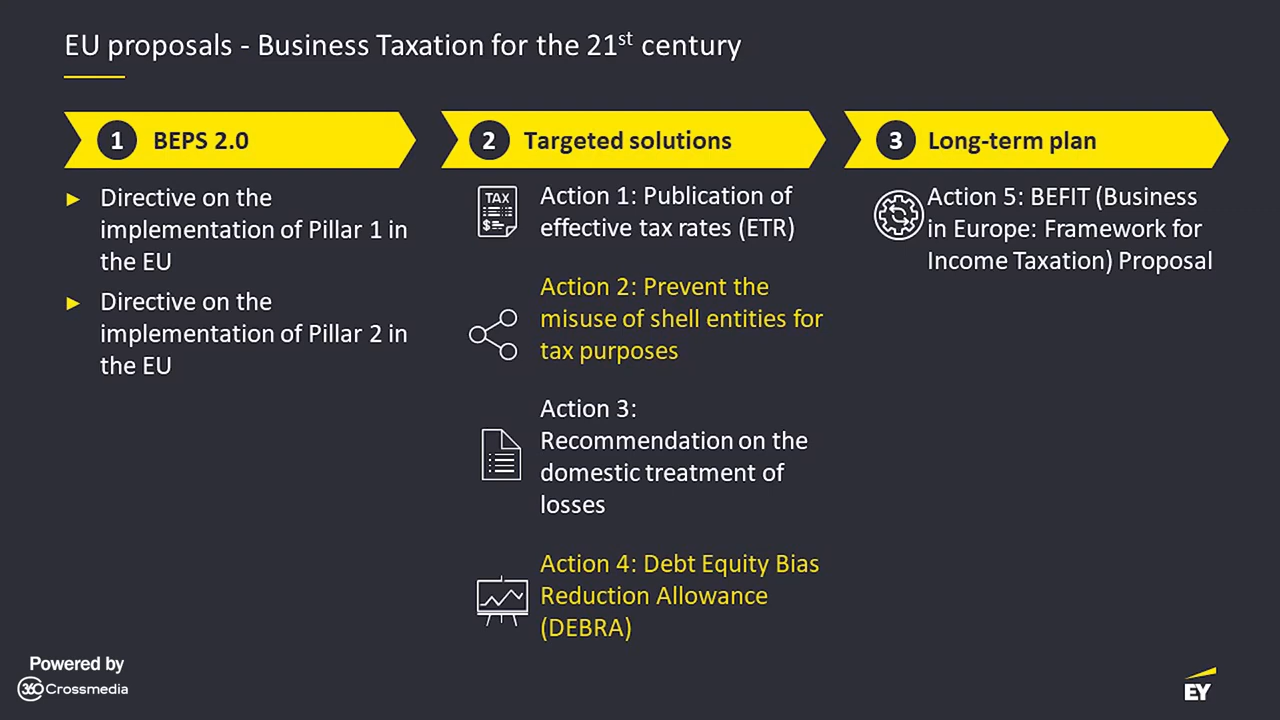 EU proposals - Business Taxation for the 21st century
1 BEPS 2.0
Directive on the
implementation of Pillar 1 in
the EU
Directive on the
implementation of Pillar 2 in
the EU
2 Targeted solutions
TAX
$
Action 1: Publication of
effective tax rates (ETR)
Action 2: Prevent the
misuse of shell entities for
tax purposes
Action 3:
Recommendation on the
domestic treatment of
losses
Action 4: Debt Equity Bias
Reduction Allowance
(DEBRA)
3 Long-term plan
Action 5: BEFIT (Business
in Europe: Framework for
Income Taxation) Proposal
Powered by
360Crossmedia
EY